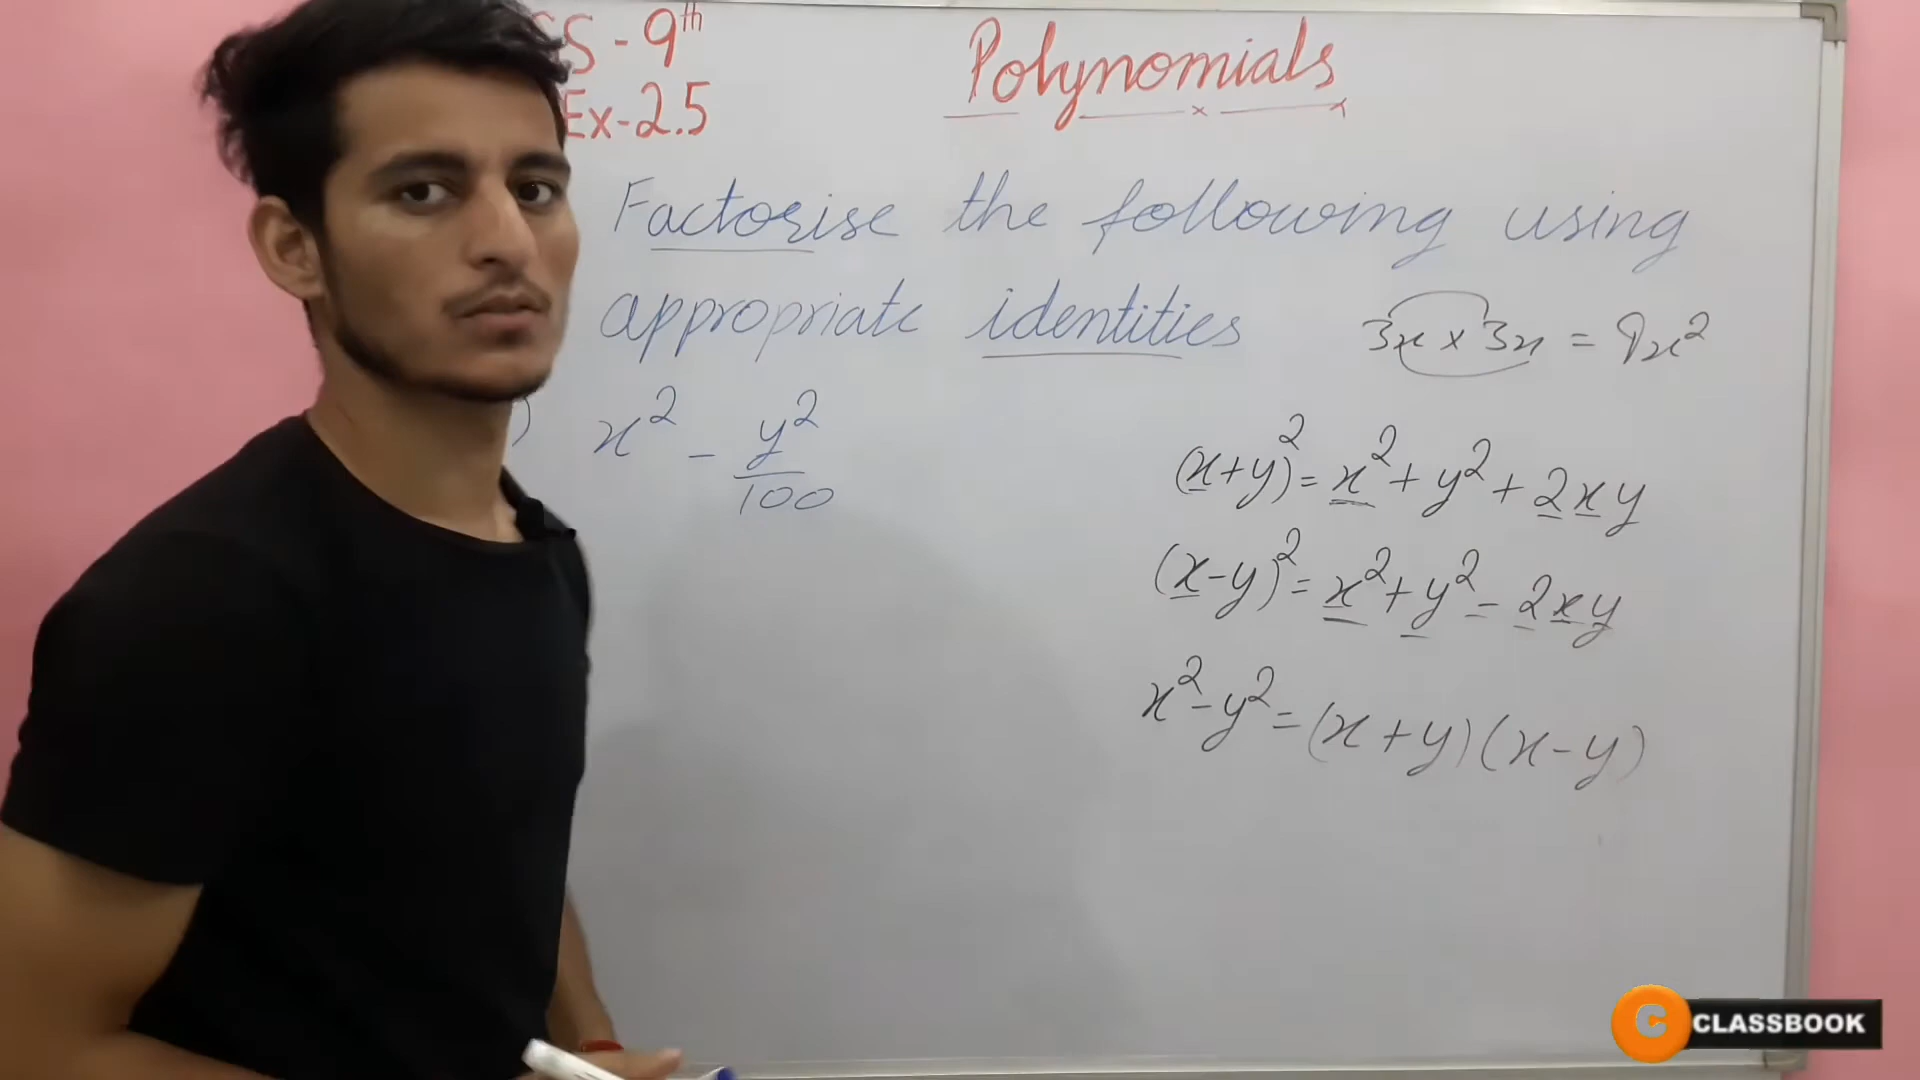 SS - 9th
Polynomials
Ex-2.5
Factorise the following using
appropriate identities
3x × 3x = 9x²
) x² - y²/100
(x+y)² = x² + y² + 2xy
(x-y)² = x² + y² - 2xy
x² - y² = (x+y)(x-y)
C CLASSBOOK